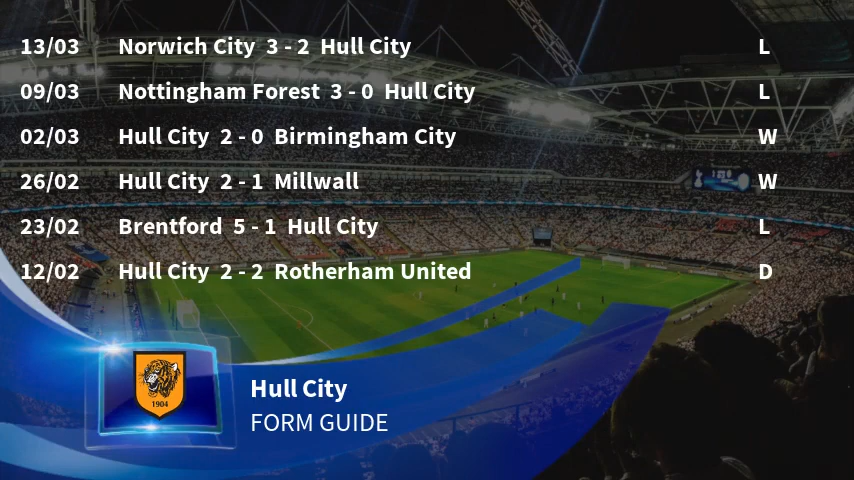 13/03 Norwich City 3 - 2 Hull City L
09/03 Nottingham Forest 3 - 0 Hull City L
02/03 Hull City 2 - 0 Birmingham City W
26/02 Hull City 2 - 1 Millwall W
23/02 Brentford 5 - 1 Hull City L
12/02 Hull City 2 - 2 Rotherham United D
1904
Hull City
FORM GUIDE